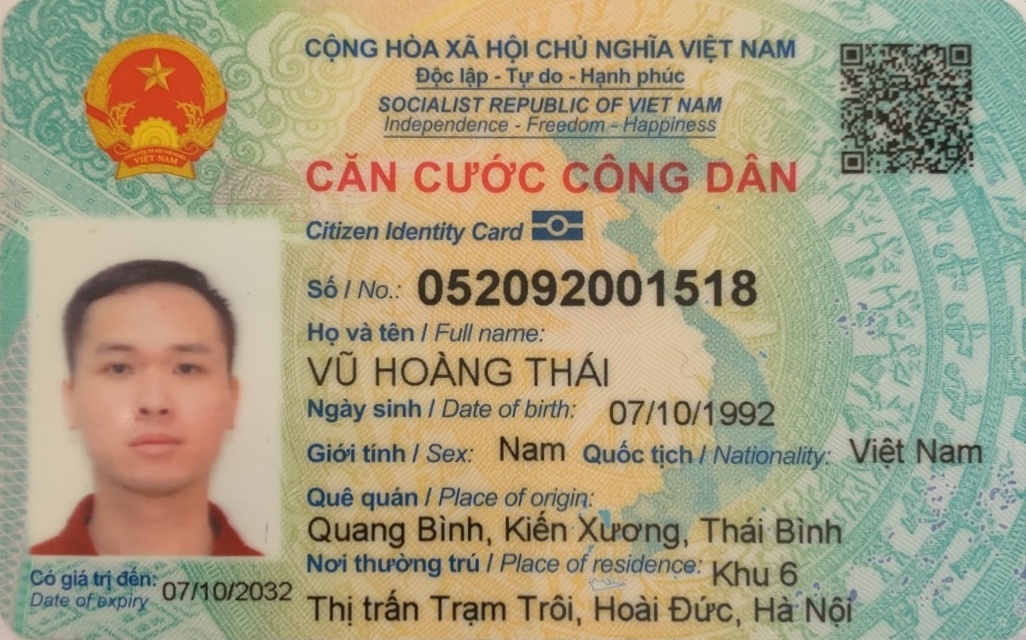 CỘNG HÒA XÃ HỘI CHỦ NGHĨA VIỆT NAM
Độc lập - Tự do - Hạnh phúc
SOCIALIST REPUBLIC OF VIET NAM
Independence - Freedom - Happiness
VIỆT NAM
CĂN CƯỚC CÔNG DÂN
Citizen Identity Card
Số / No.: 052092001518
Họ và tên / Full name:
VŨ HOÀNG THÁI
Ngày sinh / Date of birth: 07/10/1992
Giới tính / Sex: Nam Quốc tịch / Nationality: Việt Nam
Quê quán / Place of origin:
Quang Bình, Kiến Xương, Thái Bình
Nơi thường trú / Place of residence: Khu 6
Thị trấn Trạm Trôi, Hoài Đức, Hà Nội
Có giá trị đến: 07/10/2032
Date of expiry